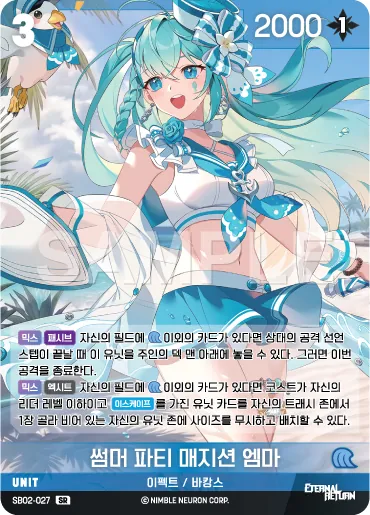 3
2000
1
SAMPLE
믹스 패시브 자신의 필드에 이외의 카드가 있다면 상대의 공격 선언
스텝이 끝날 때 이 유닛을 주인의 덱 맨 아래에 놓을 수 있다. 그러면 이번
공격을 종료한다.
믹스 엑시트 자신의 필드에 이외의 카드가 있다면 코스트가 자신의
리더 레벨 이하이고 이스케이프 를 가진 유닛 카드를 자신의 트래시 존에서
1장 골라 비어 있는 자신의 유닛 존에 사이즈를 무시하고 배치할 수 있다.
썸머 파티 매지션 엠마
UNIT
이펙트 / 바캉스
SB02-027 SR
© NIMBLE NEURON CORP.
ETERNAL RETURN